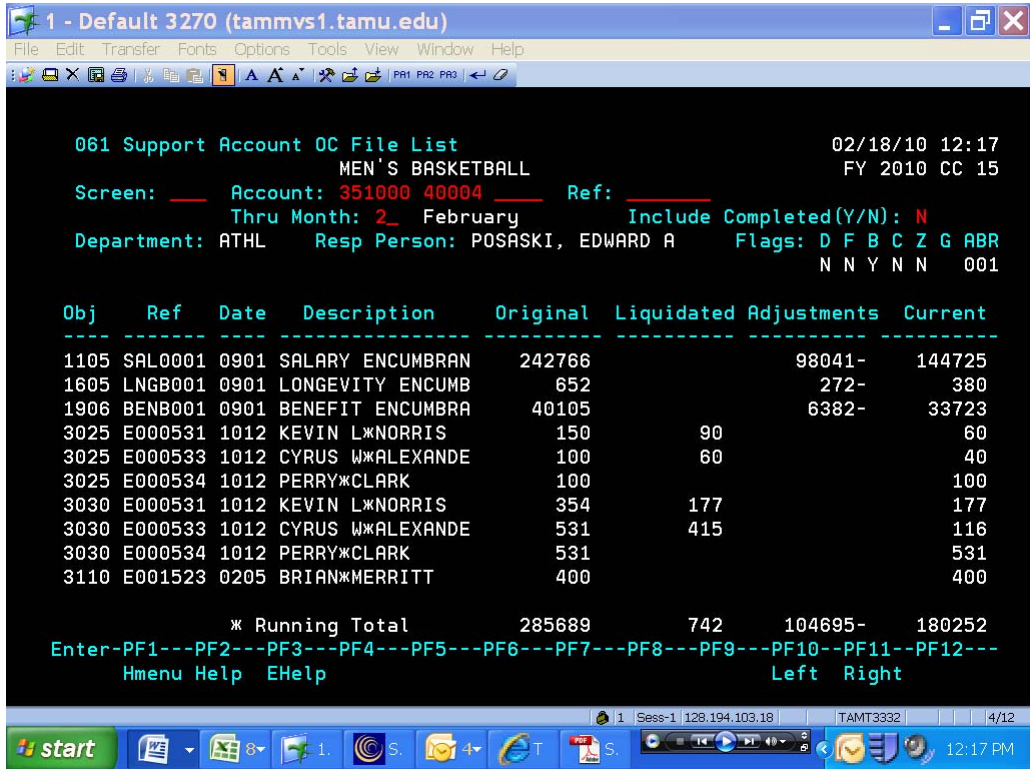 1 - Default 3270 (tammvs1.tamu.edu)
File Edit Transfer Fonts Options Tools View Window Help
PA1 PA2 PA3
061 Support Account OC File List 02/18/10 12:17
MEN'S BASKETBALL FY 2010 CC 15
Screen: ____ Account: 351000 40004 _____ Ref: _________
Thru Month: 2_ February Include Completed(Y/N): N
Department: ATHL Resp Person: POSASKI, EDWARD A Flags: D F B C Z G ABR
N N Y N N 001
Obj Ref Date Description Original Liquidated Adjustments Current
---- ------- ---- --------------- ---------- ---------- ----------- ----------
1105 SAL0001 0901 SALARY ENCUMBRAN 242766 98041- 144725
1605 LNGB001 0901 LONGEVITY ENCUMB 652 272- 380
1906 BENB001 0901 BENEFIT ENCUMBRA 40105 6382- 33723
3025 E000531 1012 KEVIN L*NORRIS 150 90 60
3025 E000533 1012 CYRUS W*ALEXANDE 100 60 40
3025 E000534 1012 PERRY*CLARK 100 100
3030 E000531 1012 KEVIN L*NORRIS 354 177 177
3030 E000533 1012 CYRUS W*ALEXANDE 531 415 116
3030 E000534 1012 PERRY*CLARK 531 531
3110 E001523 0205 BRIAN*MERRITT 400 400
* Running Total 285689 742 104695- 180252
Enter-PF1---PF2---PF3---PF4---PF5---PF6---PF7---PF8---PF9---PF10--PF11--PF12---
Hmenu Help EHelp Left Right
1 Sess-1 128.194.103.18 TAMT3332 4/12
start 8 1. S. 4 T S. 12:17 PM